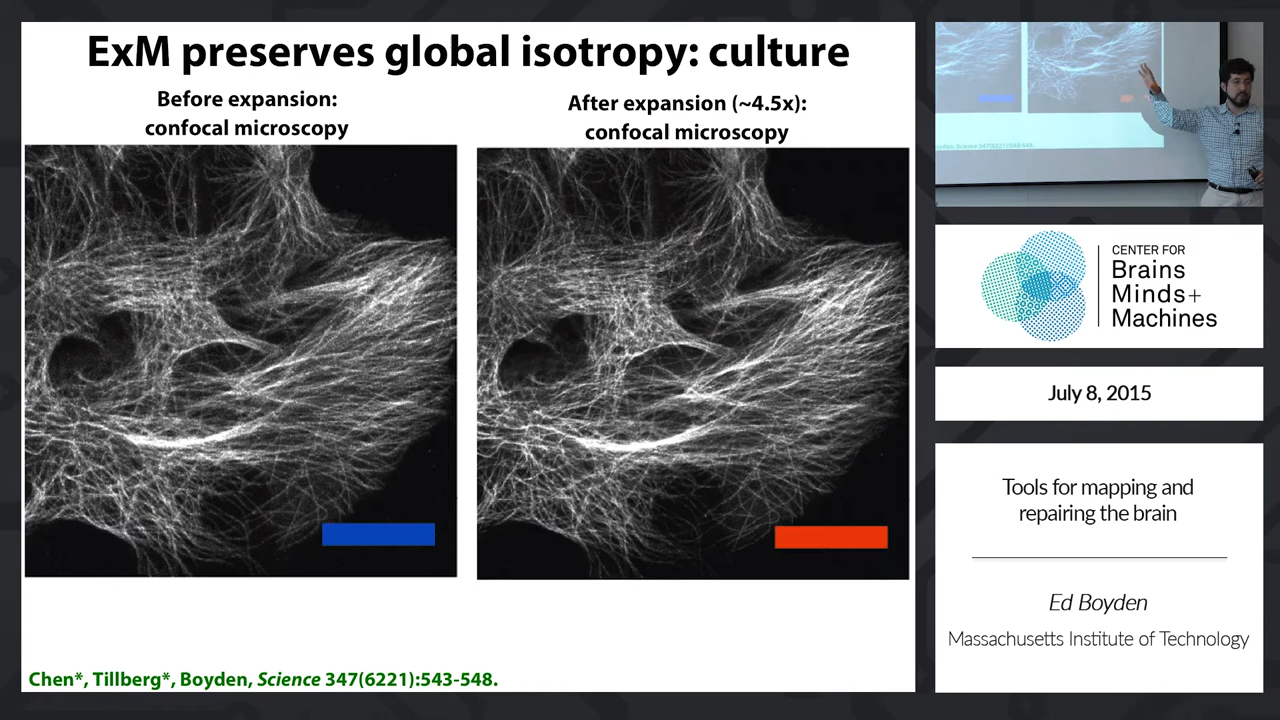 ExM preserves global isotropy: culture
Before expansion:
confocal microscopy
After expansion (~4.5x):
confocal microscopy
Chen*, Tillberg*, Boyden, Science 347(6221):543-548.
CENTER FOR
Brains
Minds+
Machines
July 8, 2015
Tools for mapping and
repairing the brain
Ed Boyden
Massachusetts Institute of Technology